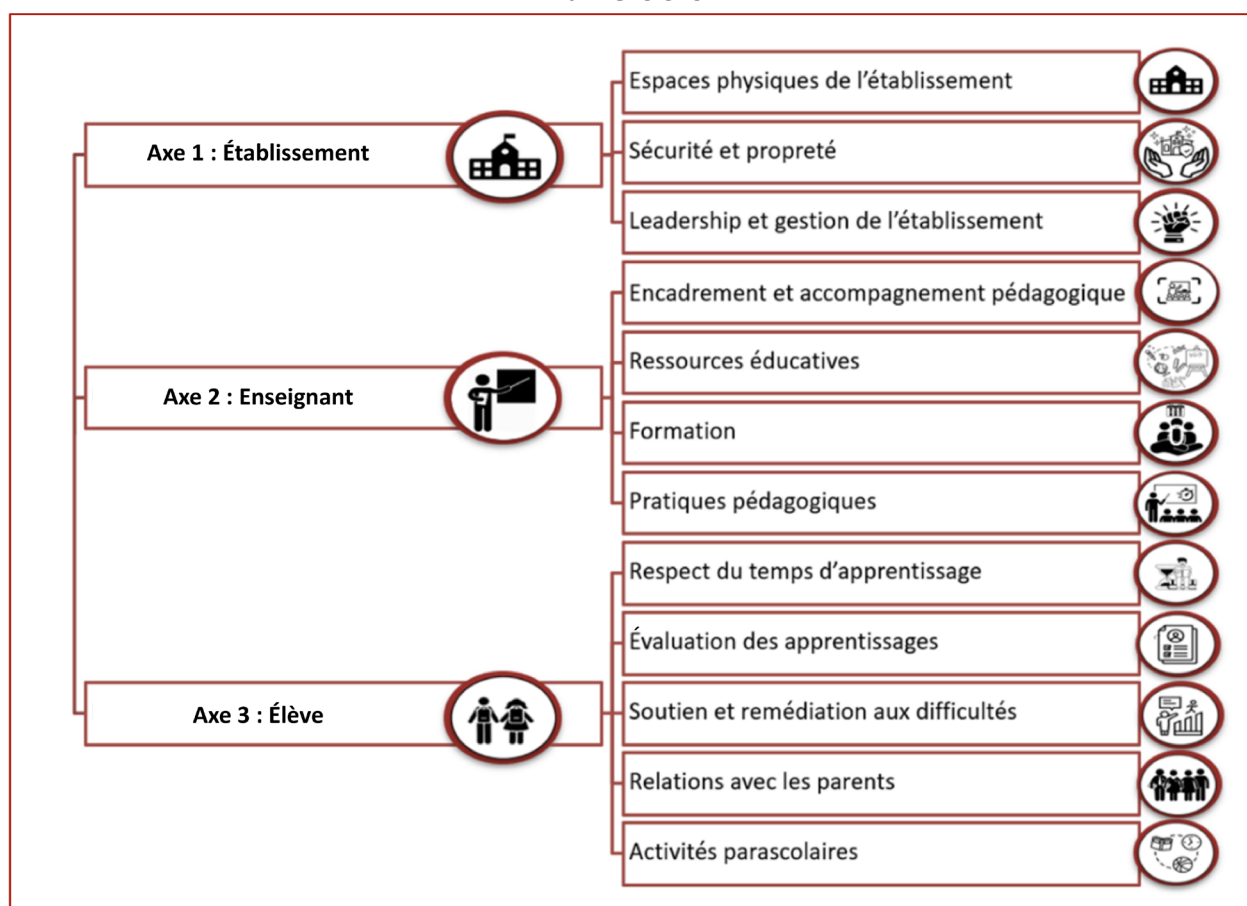 Axe 1 : Établissement
Espaces physiques de l’établissement
Sécurité et propreté
Leadership et gestion de l’établissement
Axe 2 : Enseignant
Encadrement et accompagnement pédagogique
Ressources éducatives
Formation
Pratiques pédagogiques
Axe 3 : Élève
Respect du temps d’apprentissage
Évaluation des apprentissages
Soutien et remédiation aux difficultés
Relations avec les parents
Activités parascolaires